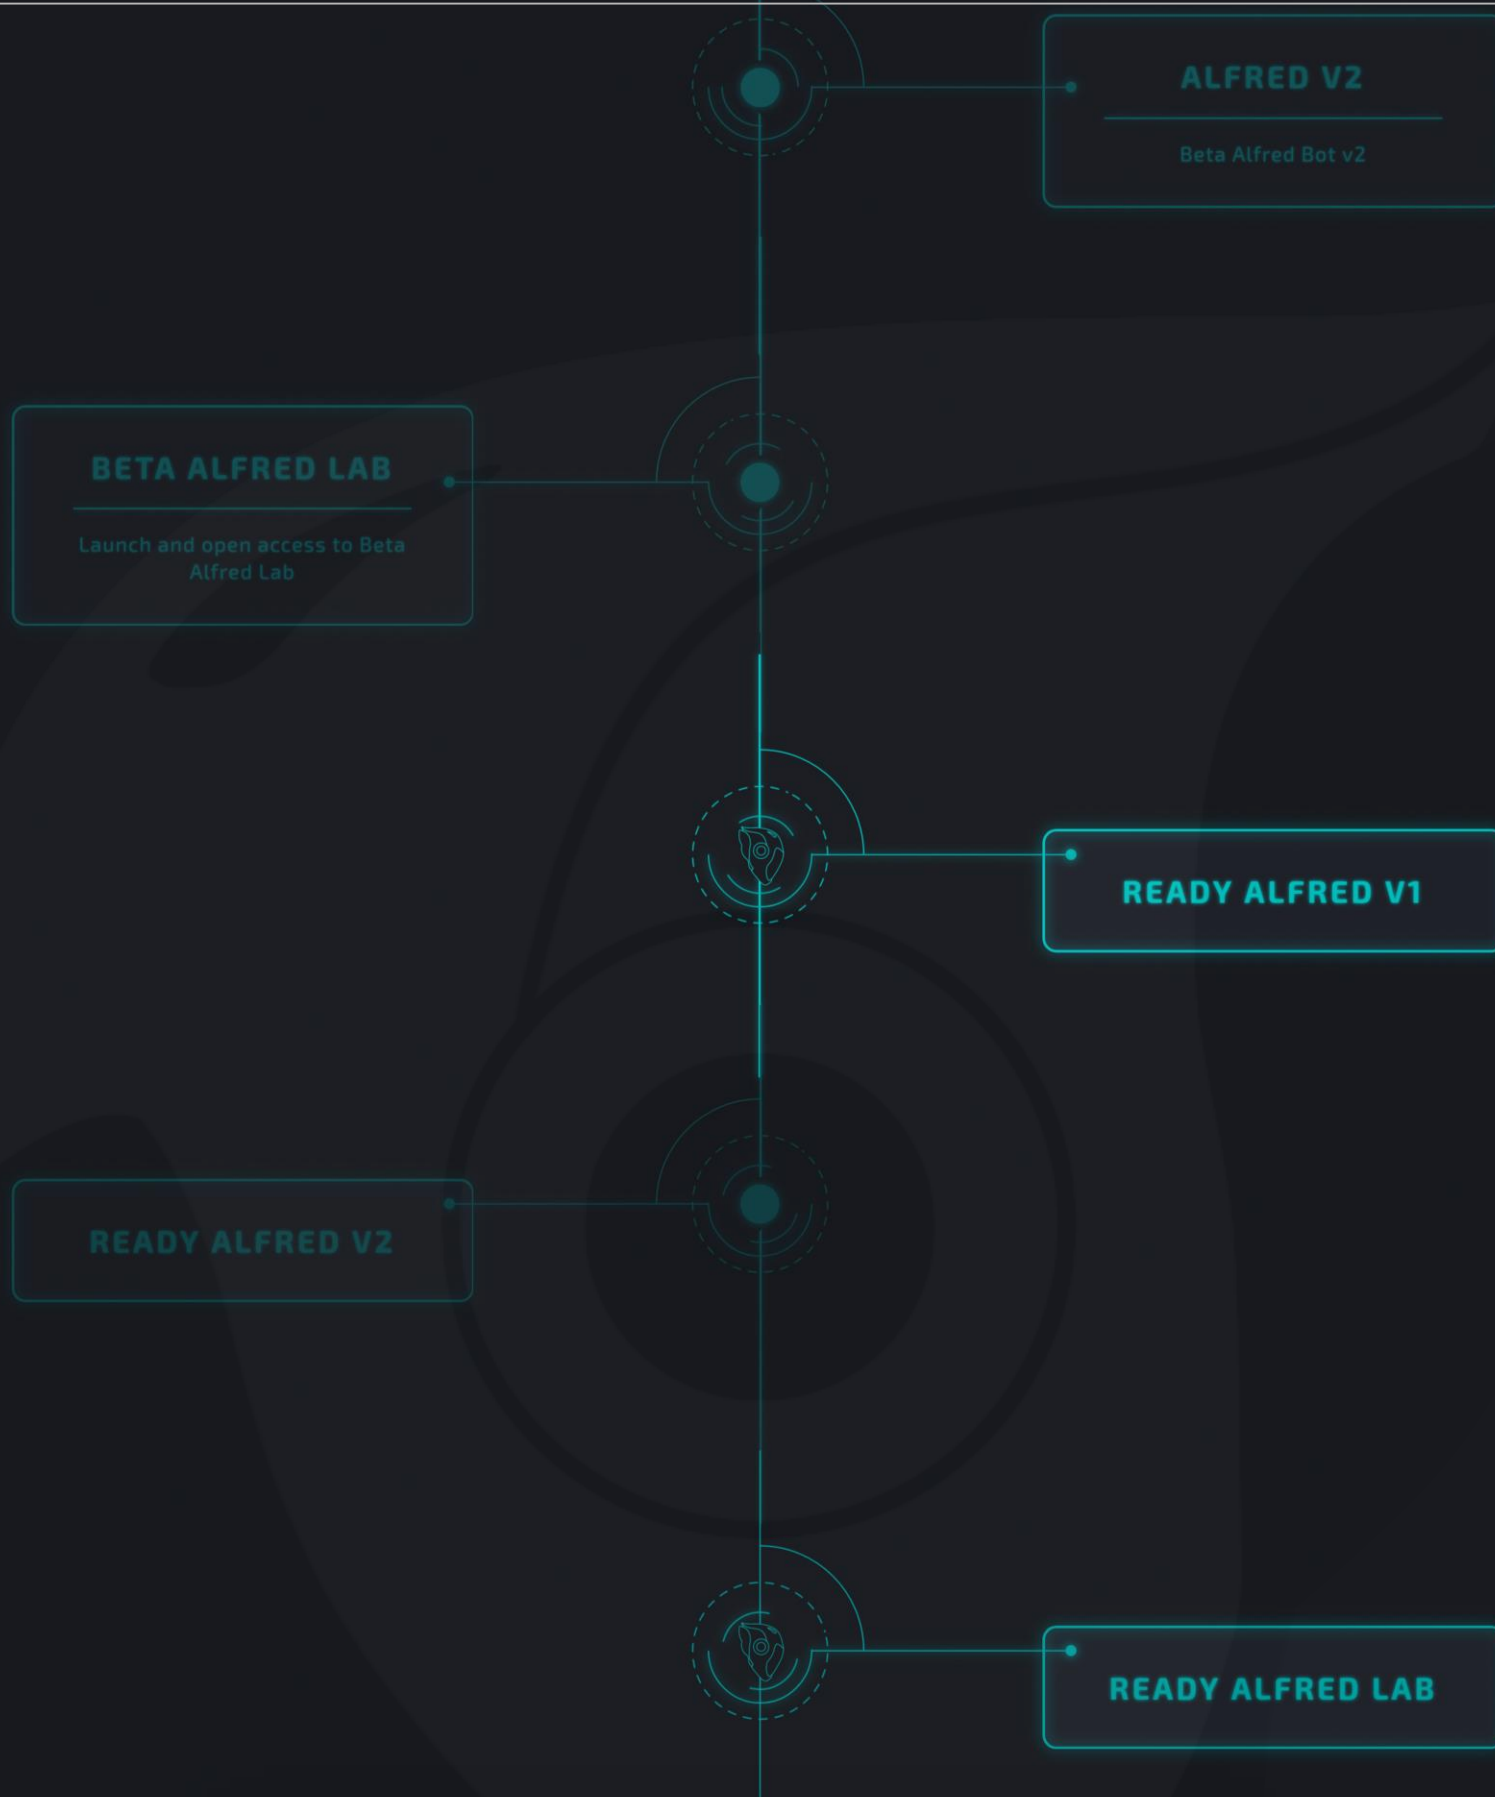 ALFRED V2
Beta Alfred Bot v2
BETA ALFRED LAB
Launch and open access to Beta
Alfred Lab
READY ALFRED V1
READY ALFRED V2
READY ALFRED LAB